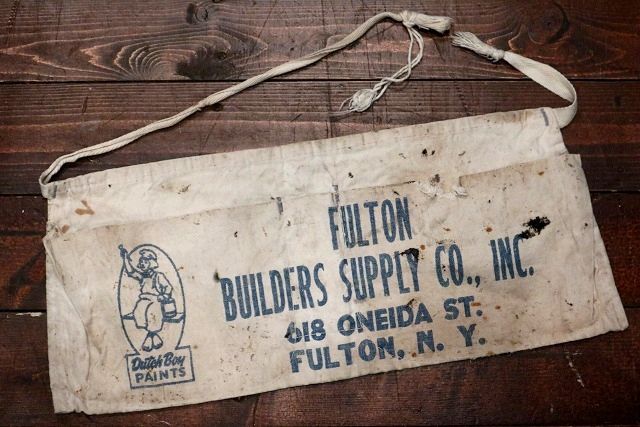 FULTON
BUILDERS SUPPLY CO., INC.
618 ONEIDA ST.
FULTON, N. Y.
Dutch Boy
PAINTS